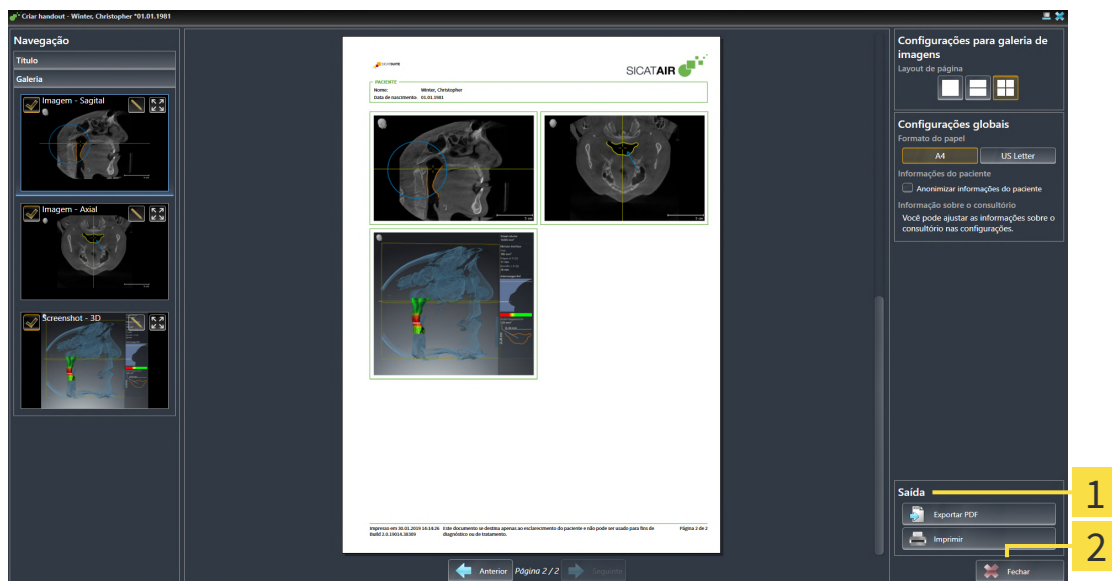 Criar handout - Winter, Christopher *01.01.1981
Navegação
Título
Galeria
Imagem - Sagital
Imagem - Axial
Screenshot - 3D
SICAT AIR
PACIENTE
Nome: Winter, Christopher
Data de nascimento: 01.01.1981
Impresso em 30.01.2019 14:14:26 Este documento se destina apenas ao esclarecimento do paciente e não pode ser usado para fins de Página 2 de 2
Build 2.0.19014.38309 diagnóstico ou de tratamento.
Anterior Página 2 / 2 Seguinte
Configurações para galeria de
imagens
Layout de página
Configurações globais
Formato do papel
A4 US Letter
Informações do paciente
Anonimizar informações do paciente
Informação sobre o consultório
Você pode ajustar as informações sobre o
consultório nas configurações.
Saída
Exportar PDF
Imprimir
Fechar
1
2